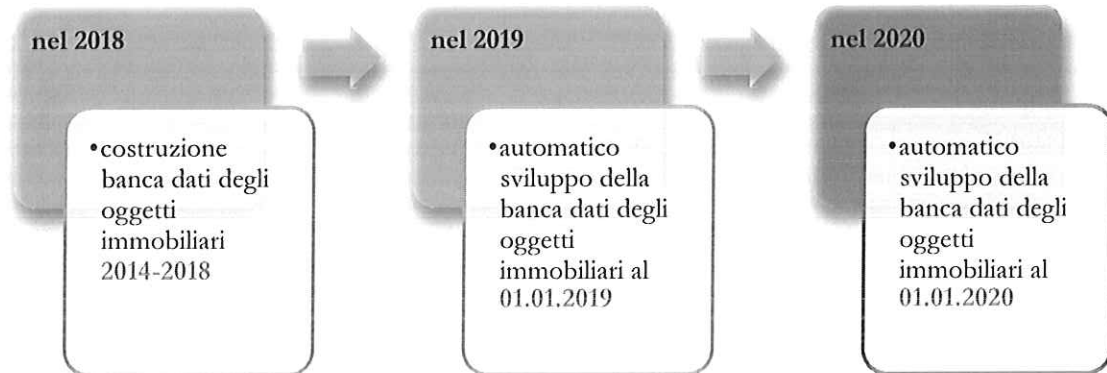 nel 2018
•costruzione
banca dati degli
oggetti
immobiliari
2014-2018
nel 2019
•automatico
sviluppo della
banca dati degli
oggetti
immobiliari al
01.01.2019
nel 2020
•automatico
sviluppo della
banca dati degli
oggetti
immobiliari al
01.01.2020